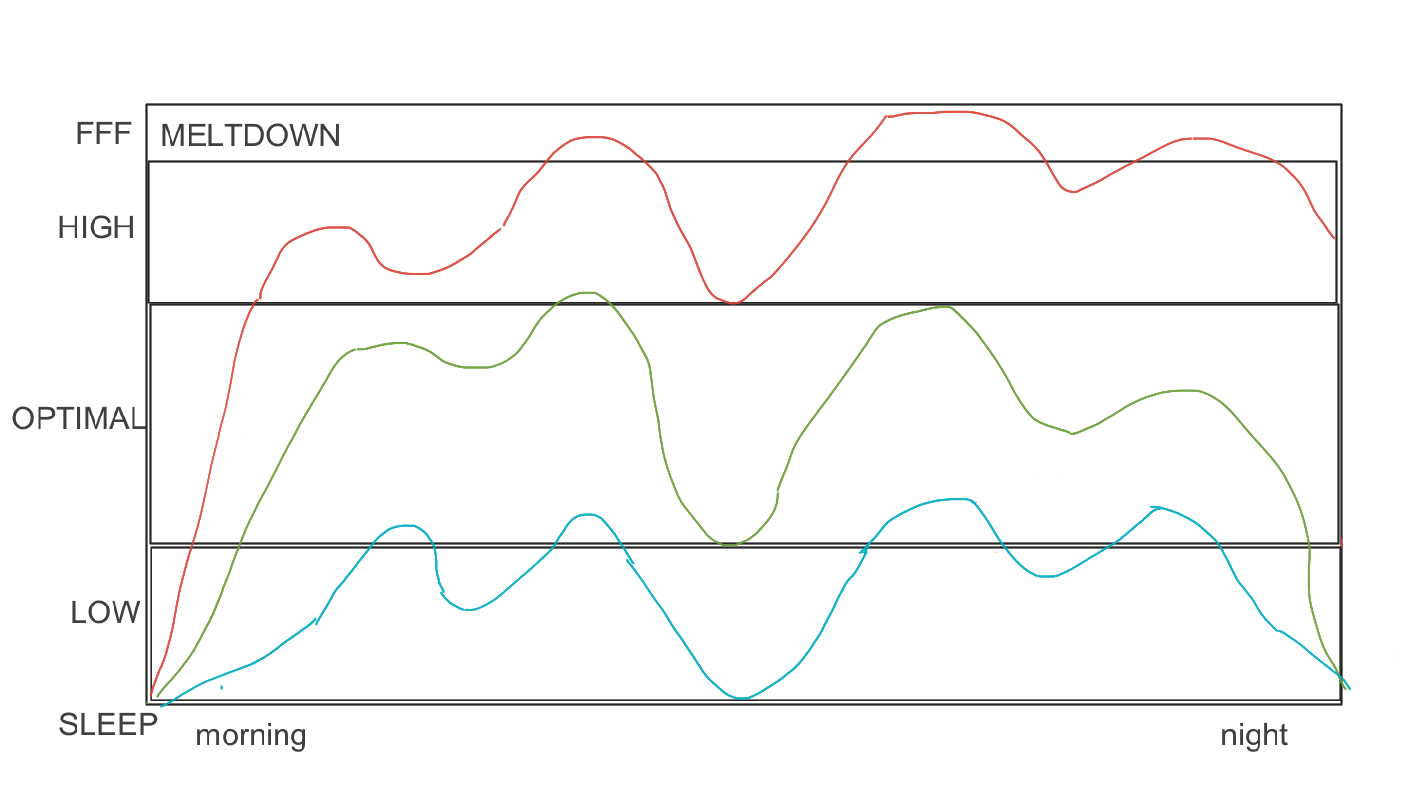 FFF
MELTDOWN
HIGH
OPTIMAL
LOW
SLEEP
morning
night